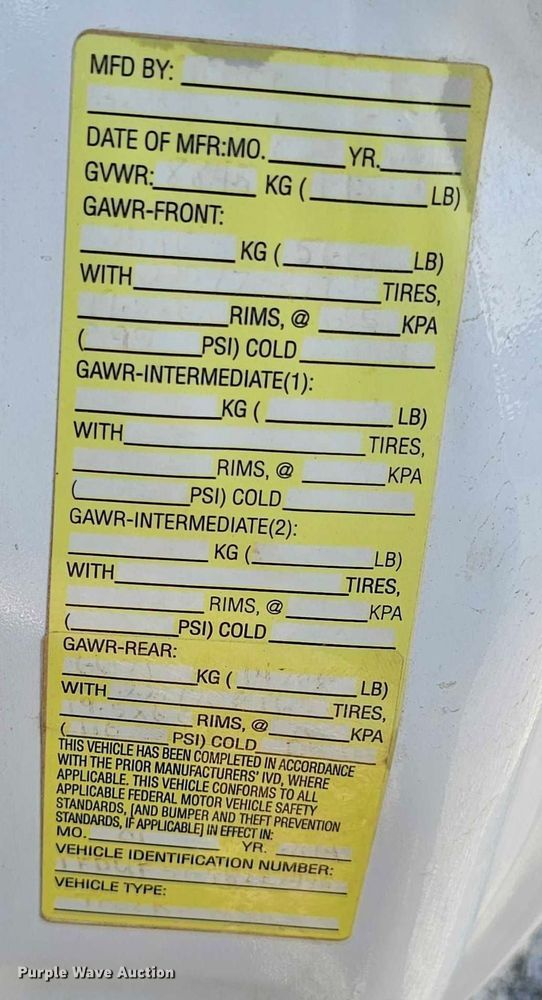 MFD BY:
DATE OF MFR:MO. YR.
GVWR: KG ( LB)
GAWR-FRONT:
KG ( LB)
WITH TIRES,
RIMS, @ KPA
( PSI) COLD
GAWR-INTERMEDIATE(1):
KG ( LB)
WITH TIRES,
RIMS, @ KPA
( PSI) COLD
GAWR-INTERMEDIATE(2):
KG ( LB)
WITH TIRES,
RIMS, @ KPA
( PSI) COLD
GAWR-REAR:
KG ( LB)
WITH TIRES,
RIMS, @ KPA
( PSI) COLD
THIS VEHICLE HAS BEEN COMPLETED IN ACCORDANCE
WITH THE PRIOR MANUFACTURERS' IVD, WHERE
APPLICABLE. THIS VEHICLE CONFORMS TO ALL
APPLICABLE FEDERAL MOTOR VEHICLE SAFETY
STANDARDS, [AND BUMPER AND THEFT PREVENTION
STANDARDS, IF APPLICABLE] IN EFFECT IN:
MO. YR.
VEHICLE IDENTIFICATION NUMBER:
VEHICLE TYPE:
Purple Wave Auction